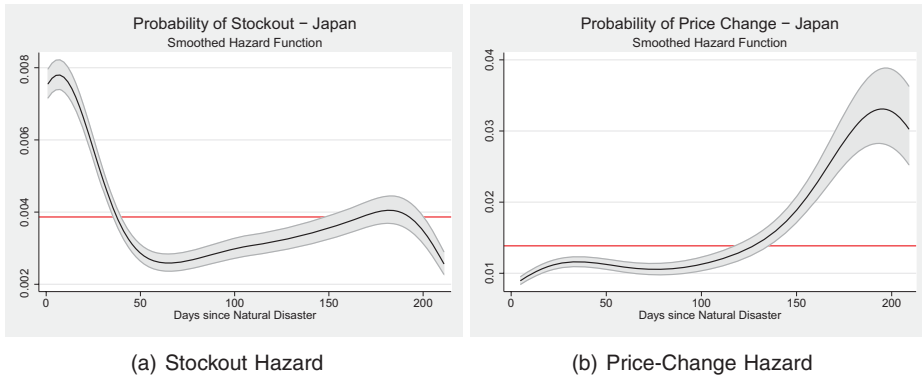 Probability of Stockout − Japan
Smoothed Hazard Function
0.008
0.006
0.004
0.002
0
50
100
150
200
Days since Natural Disaster
(a) Stockout Hazard
Probability of Price Change − Japan
Smoothed Hazard Function
0.04
0.03
0.02
0.01
0
50
100
150
200
Days since Natural Disaster
(b) Price-Change Hazard